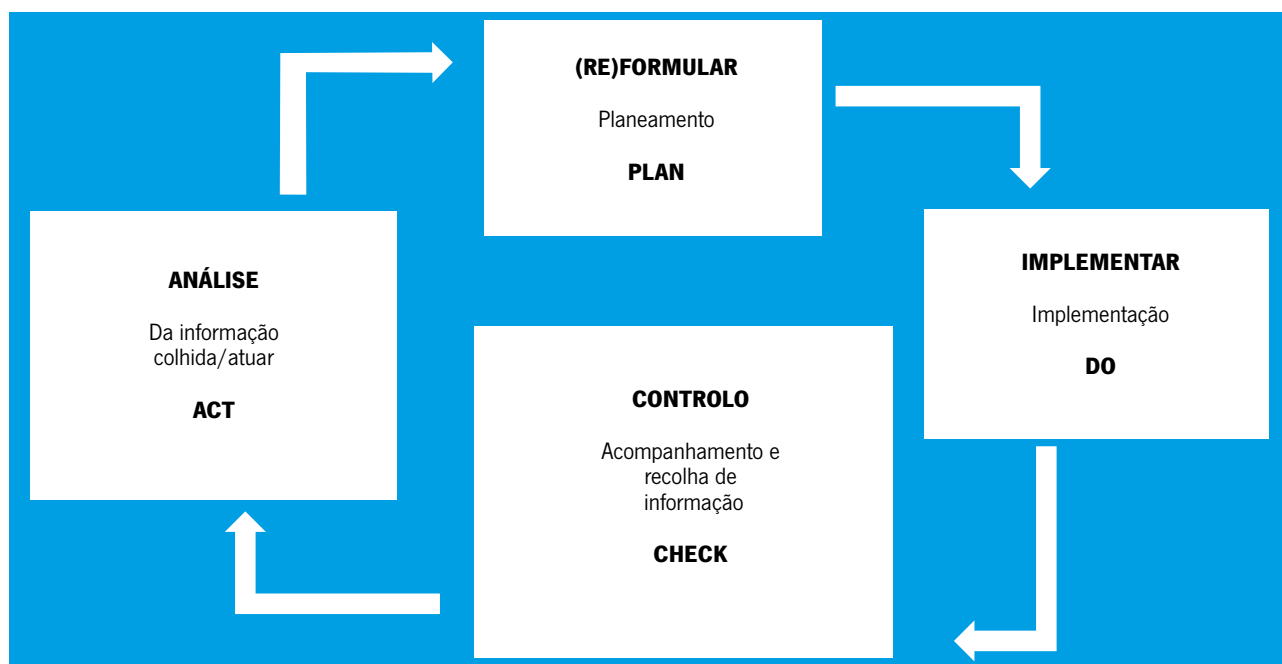 (RE)FORMULAR
Planeamento
PLAN
IMPLEMENTAR
Implementação
DO
CONTROLO
Acompanhamento e
recolha de
informação
CHECK
ANÁLISE
Da informação
colhida/atuar
ACT